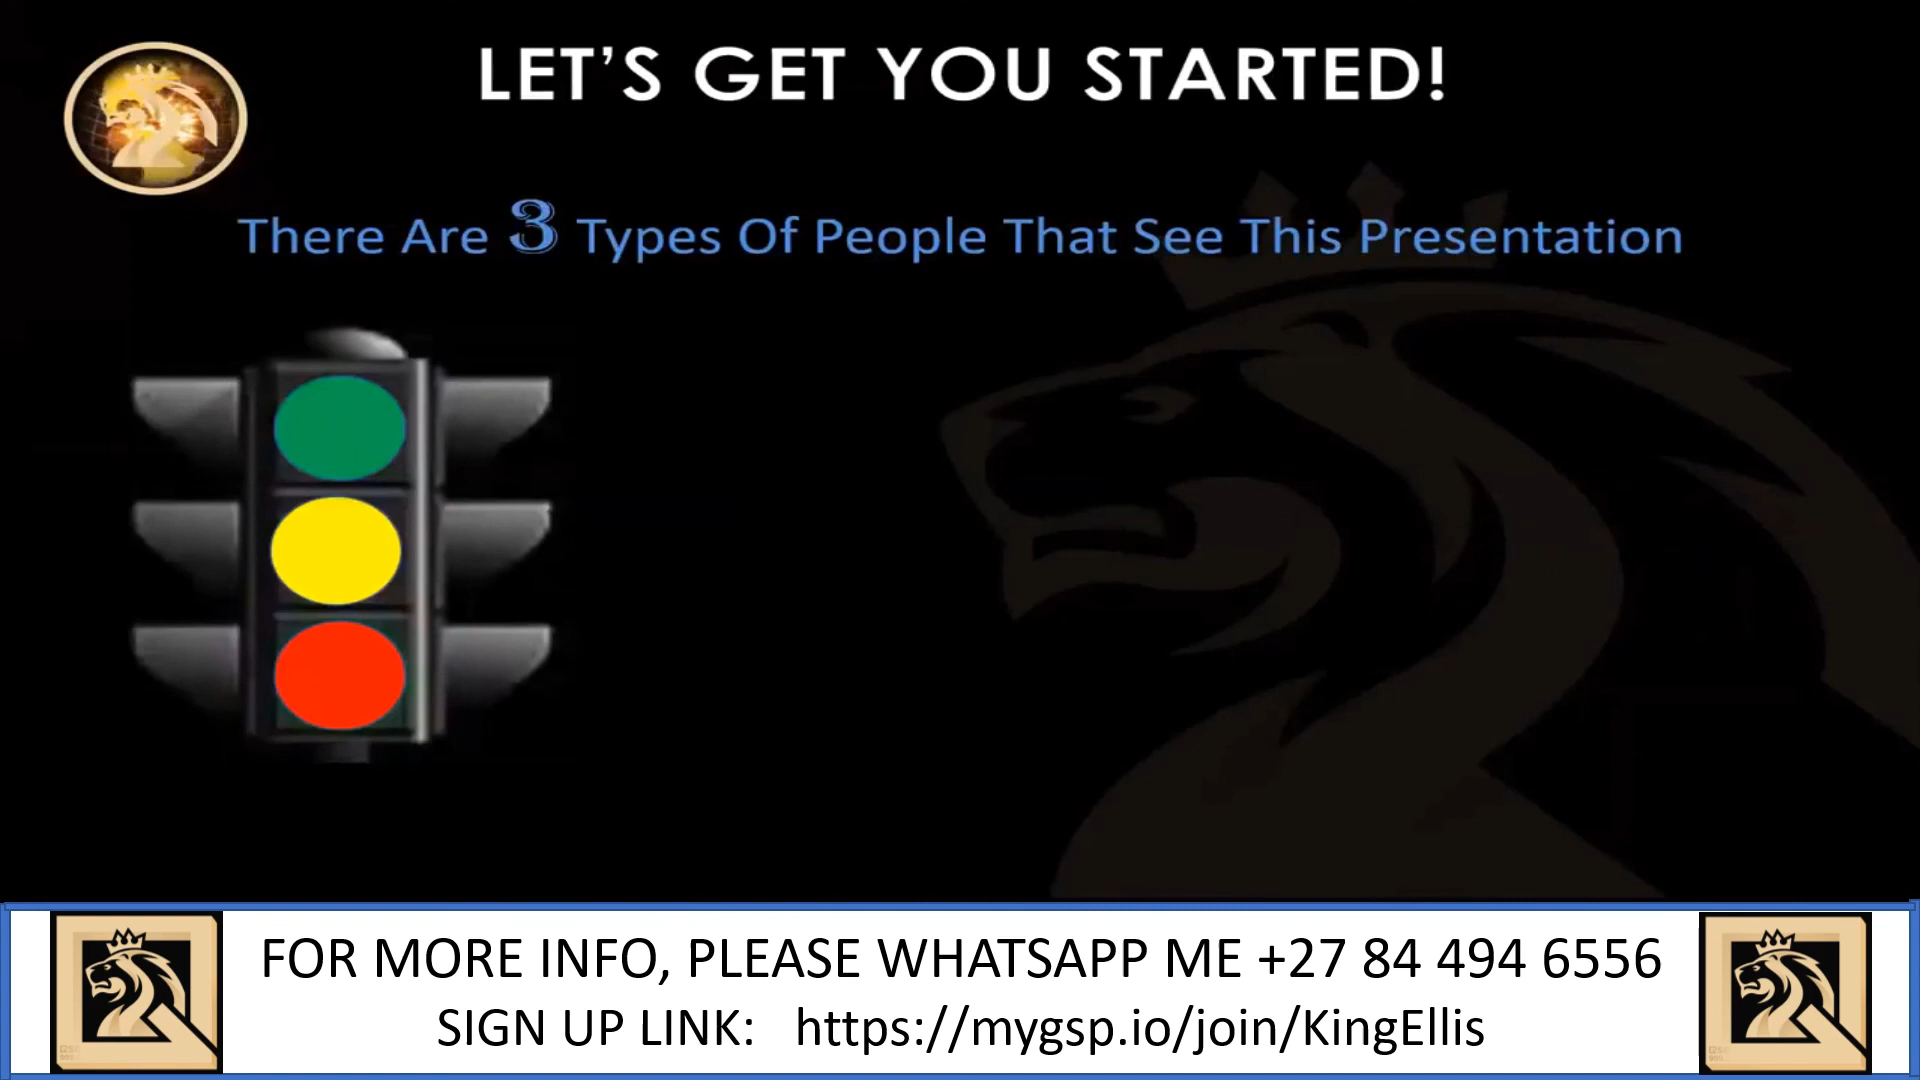 LET'S GET YOU STARTED!
There Are 3 Types Of People That See This Presentation
FOR MORE INFO, PLEASE WHATSAPP ME +27 84 494 6556
SIGN UP LINK: https://mygsp.io/join/KingEllis